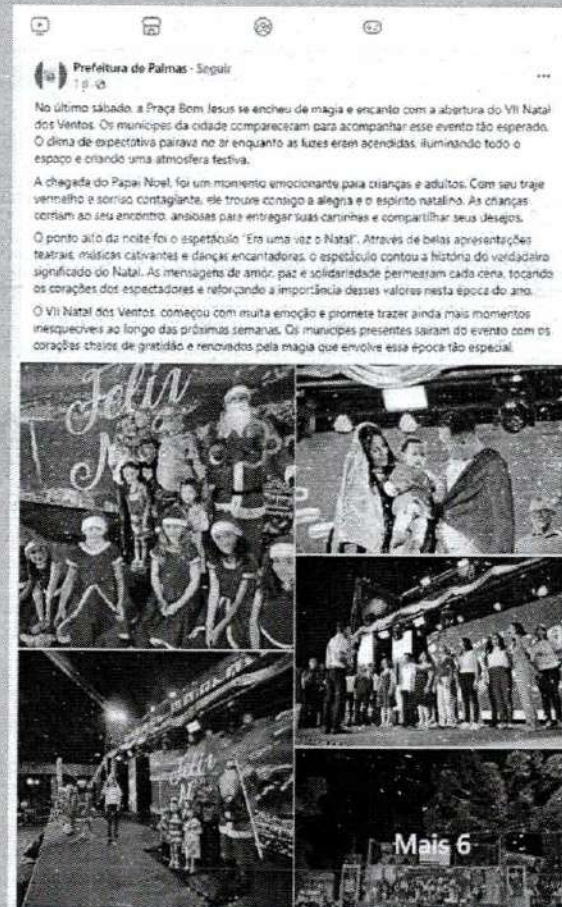 Prefeitura de Palmas · Seguir
No último sábado, a Praça Bom Jesus se encheu de magia e encanto com a abertura do VII Natal
dos Ventos. Os munícipes da cidade compareceram para acompanhar esse evento tão esperado.
O clima de expectativa pairava no ar enquanto as luzes eram acendidas, iluminando todo o
espaço e criando uma atmosfera festiva.
A chegada do Papai Noel, foi um momento emocionante para crianças e adultos. Com seu traje
vermelho e sorriso contagiante, ele trouxe consigo a alegria e o espírito natalino. As crianças
corriam ao seu encontro, ansiosas para entregar suas cartinhas e compartilhar seus desejos.
O ponto alto da noite foi o espetáculo "Era uma vez o Natal". Através de belas apresentações
teatrais, músicas cativantes e danças encantadoras, o espetáculo contou a história do verdadeiro
significado do Natal. As mensagens de amor, paz e solidariedade permearam cada cena, tocando
os corações dos espectadores e reforçando a importância desses valores nesta época do ano.
O VII Natal dos Ventos, começou com muita emoção e promete trazer ainda mais momentos
inesquecíveis ao longo das próximas semanas. Os munícipes presentes saíram do evento com os
corações cheios de gratidão e renovados pela magia que envolve essa época tão especial.
Feliz
Feliz
Mais 6